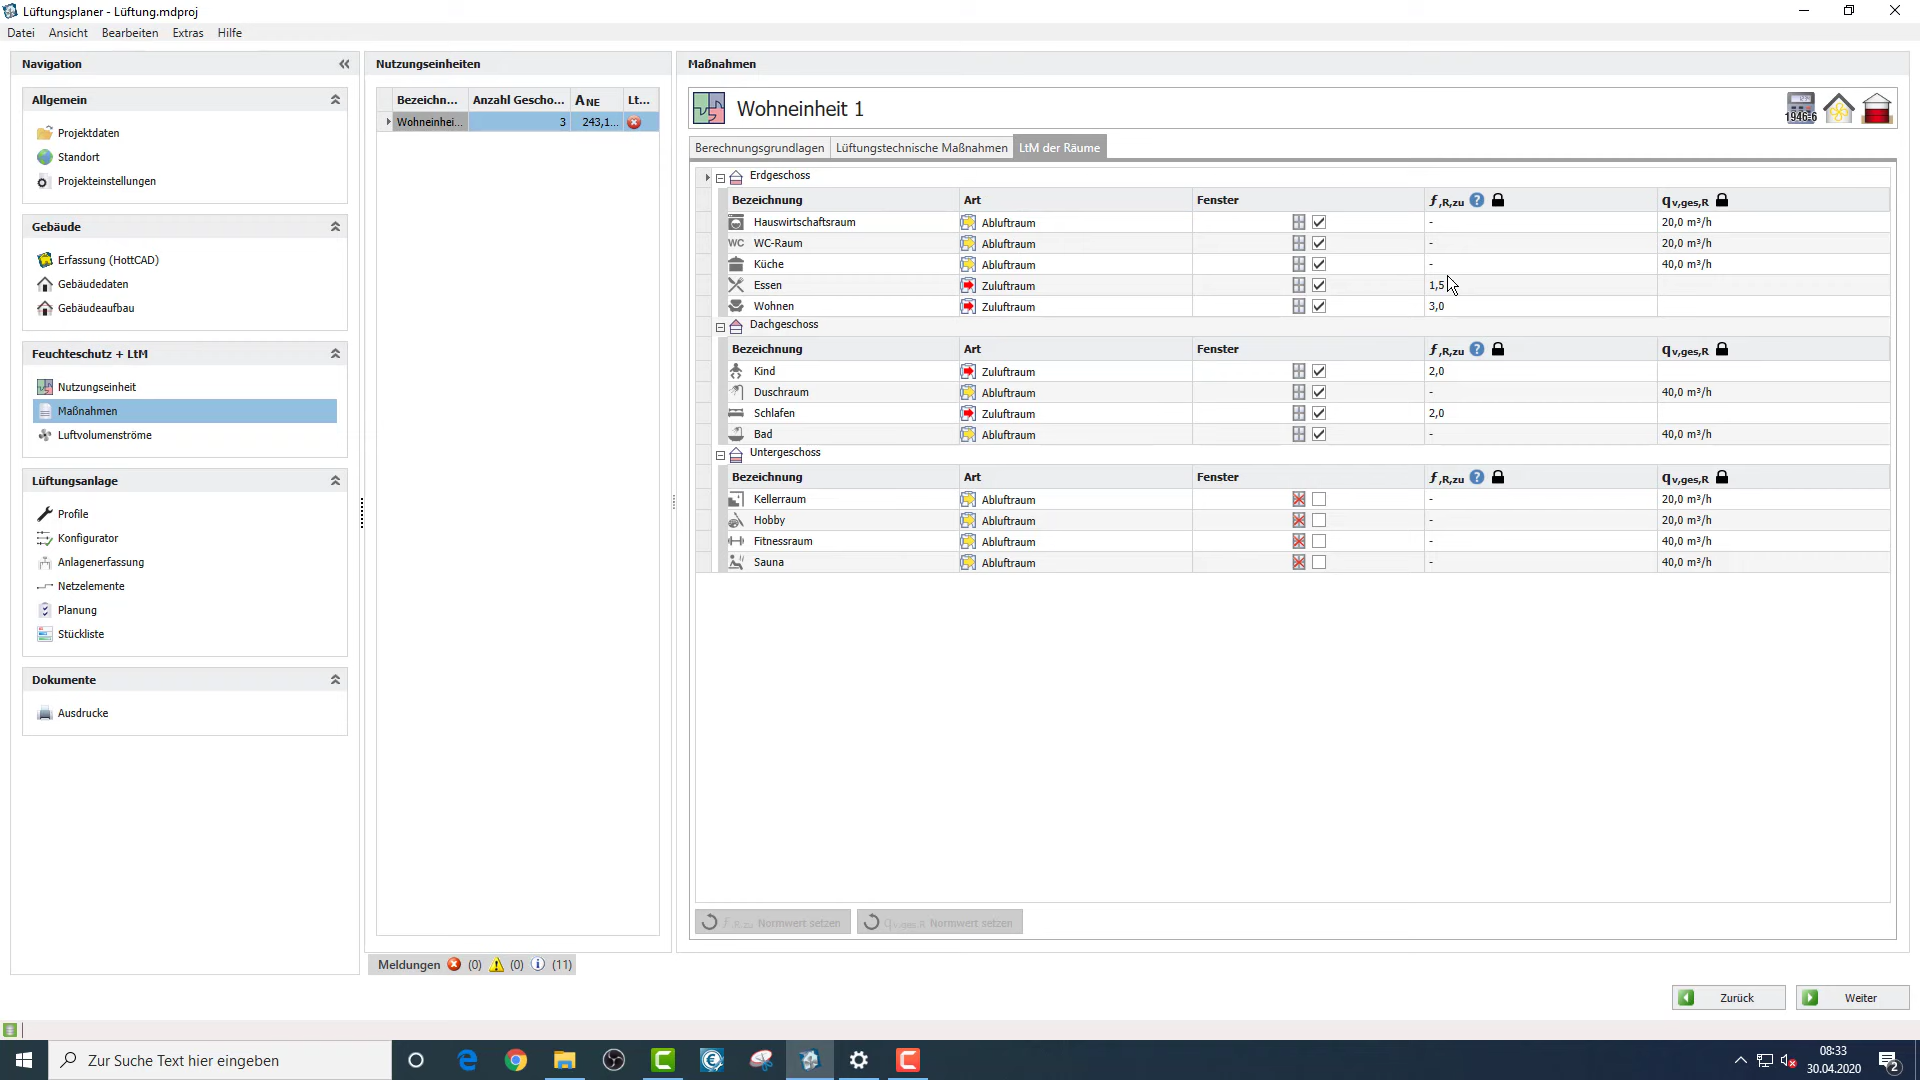 Lüftungsplaner - Lüftung.mdproj
Datei Ansicht Bearbeiten Extras Hilfe
Navigation
Allgemein
Projektdaten
Standort
Projekteinstellungen
Gebäude
Erfassung (HottCAD)
Gebäudedaten
Gebäudeaufbau
Feuchteschutz + LtM
Nutzungseinheit
Maßnahmen
Luftvolumenströme
Lüftungsanlage
Profile
Konfigurator
Anlagenerfassung
Netzelemente
Planung
Stückliste
Dokumente
Ausdrucke
Nutzungseinheiten
Bezeichn... Anzahl Gescho... ANE Lt...
Wohneinhei... 3 243,1...
Maßnahmen
Wohneinheit 1
1946-6
Berechnungsgrundlagen Lüftungstechnische Maßnahmen LtM der Räume
Erdgeschoss
Bezeichnung Art Fenster f,R,zu ? qv,ges,R
Hauswirtschaftsraum Abluftraum - 20,0 m³/h
WC WC-Raum Abluftraum - 20,0 m³/h
Küche Abluftraum - 40,0 m³/h
Essen Zuluftraum 1,5
Wohnen Zuluftraum 3,0
Dachgeschoss
Bezeichnung Art Fenster f,R,zu ? qv,ges,R
Kind Zuluftraum 2,0
Duschraum Abluftraum - 40,0 m³/h
Schlafen Zuluftraum 2,0
Bad Abluftraum - 40,0 m³/h
Untergeschoss
Bezeichnung Art Fenster f,R,zu ? qv,ges,R
Kellerraum Abluftraum - 20,0 m³/h
Hobby Abluftraum - 20,0 m³/h
Fitnessraum Abluftraum - 40,0 m³/h
Sauna Abluftraum - 40,0 m³/h
f,R,zu Normwert setzen qv,ges,R Normwert setzen
Meldungen (0) (0) (11)
Zurück Weiter
Zur Suche Text hier eingeben
08:33
30.04.2020
2